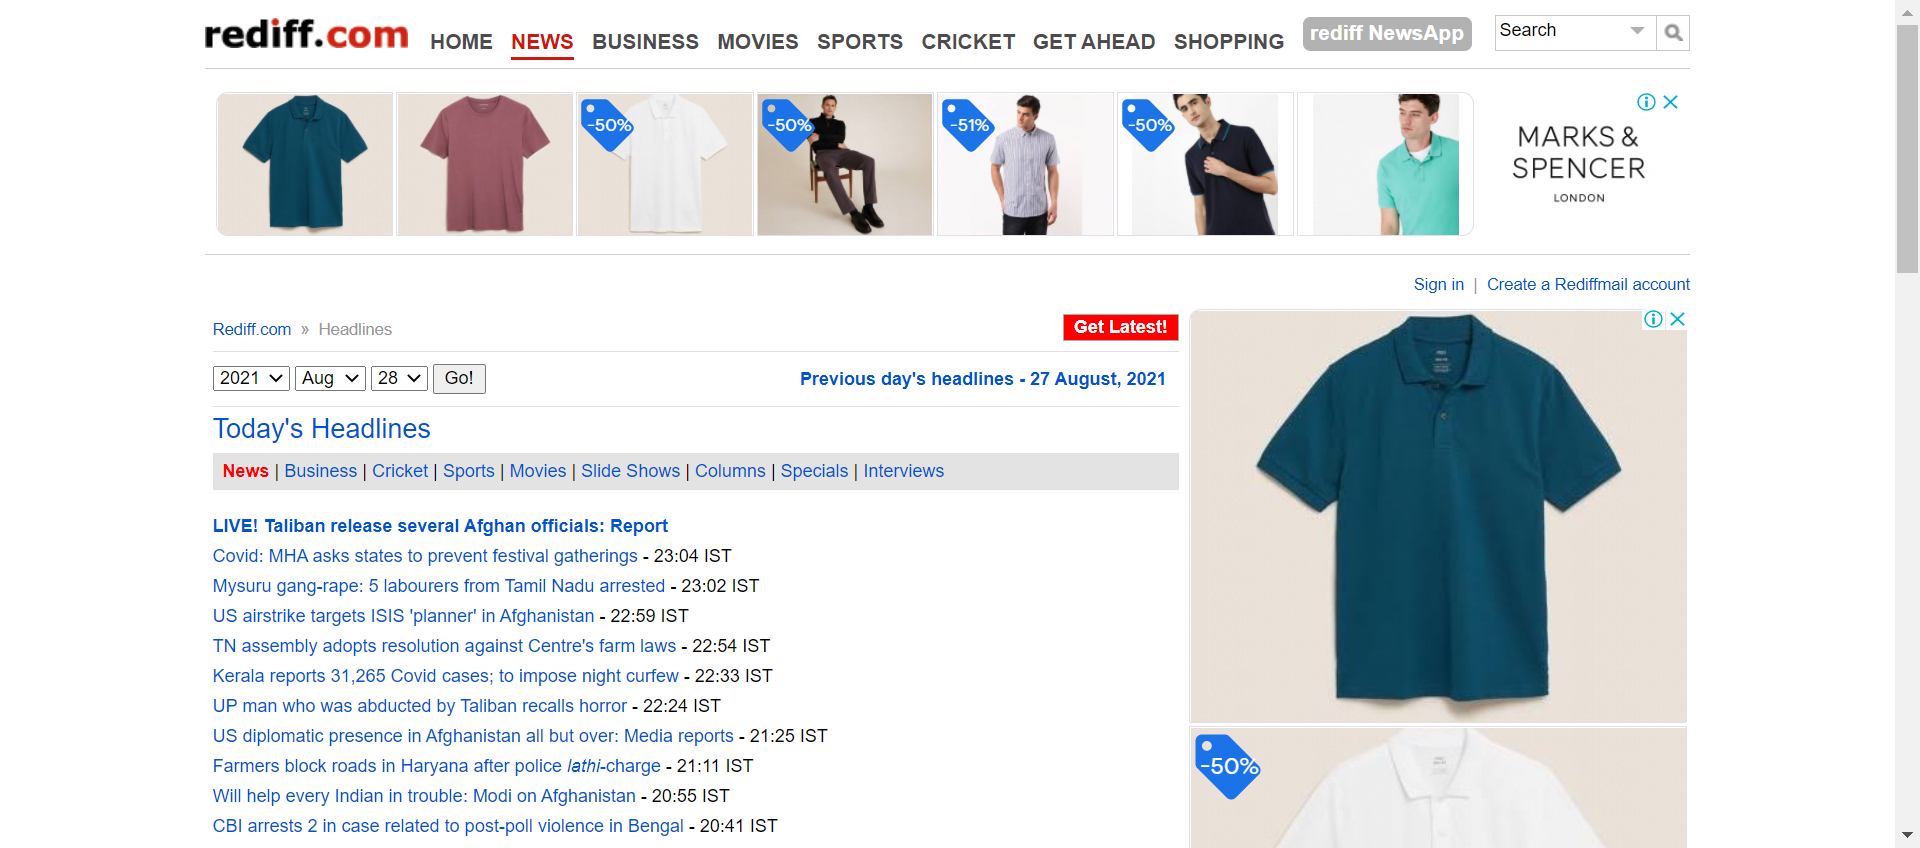 rediff.com HOME NEWS BUSINESS MOVIES SPORTS CRICKET GET AHEAD SHOPPING rediff NewsApp Search
-50% -50% -51% -50%
MARKS &
SPENCER
LONDON
Sign in | Create a Rediffmail account
Rediff.com » Headlines Get Latest!
2021 Aug 28 Go! Previous day's headlines - 27 August, 2021
Today's Headlines
News | Business | Cricket | Sports | Movies | Slide Shows | Columns | Specials | Interviews
LIVE! Taliban release several Afghan officials: Report
Covid: MHA asks states to prevent festival gatherings - 23:04 IST
Mysuru gang-rape: 5 labourers from Tamil Nadu arrested - 23:02 IST
US airstrike targets ISIS 'planner' in Afghanistan - 22:59 IST
TN assembly adopts resolution against Centre's farm laws - 22:54 IST
Kerala reports 31,265 Covid cases; to impose night curfew - 22:33 IST
UP man who was abducted by Taliban recalls horror - 22:24 IST
US diplomatic presence in Afghanistan all but over: Media reports - 21:25 IST
Farmers block roads in Haryana after police lathi-charge - 21:11 IST
Will help every Indian in trouble: Modi on Afghanistan - 20:55 IST
CBI arrests 2 in case related to post-poll violence in Bengal - 20:41 IST
-50%